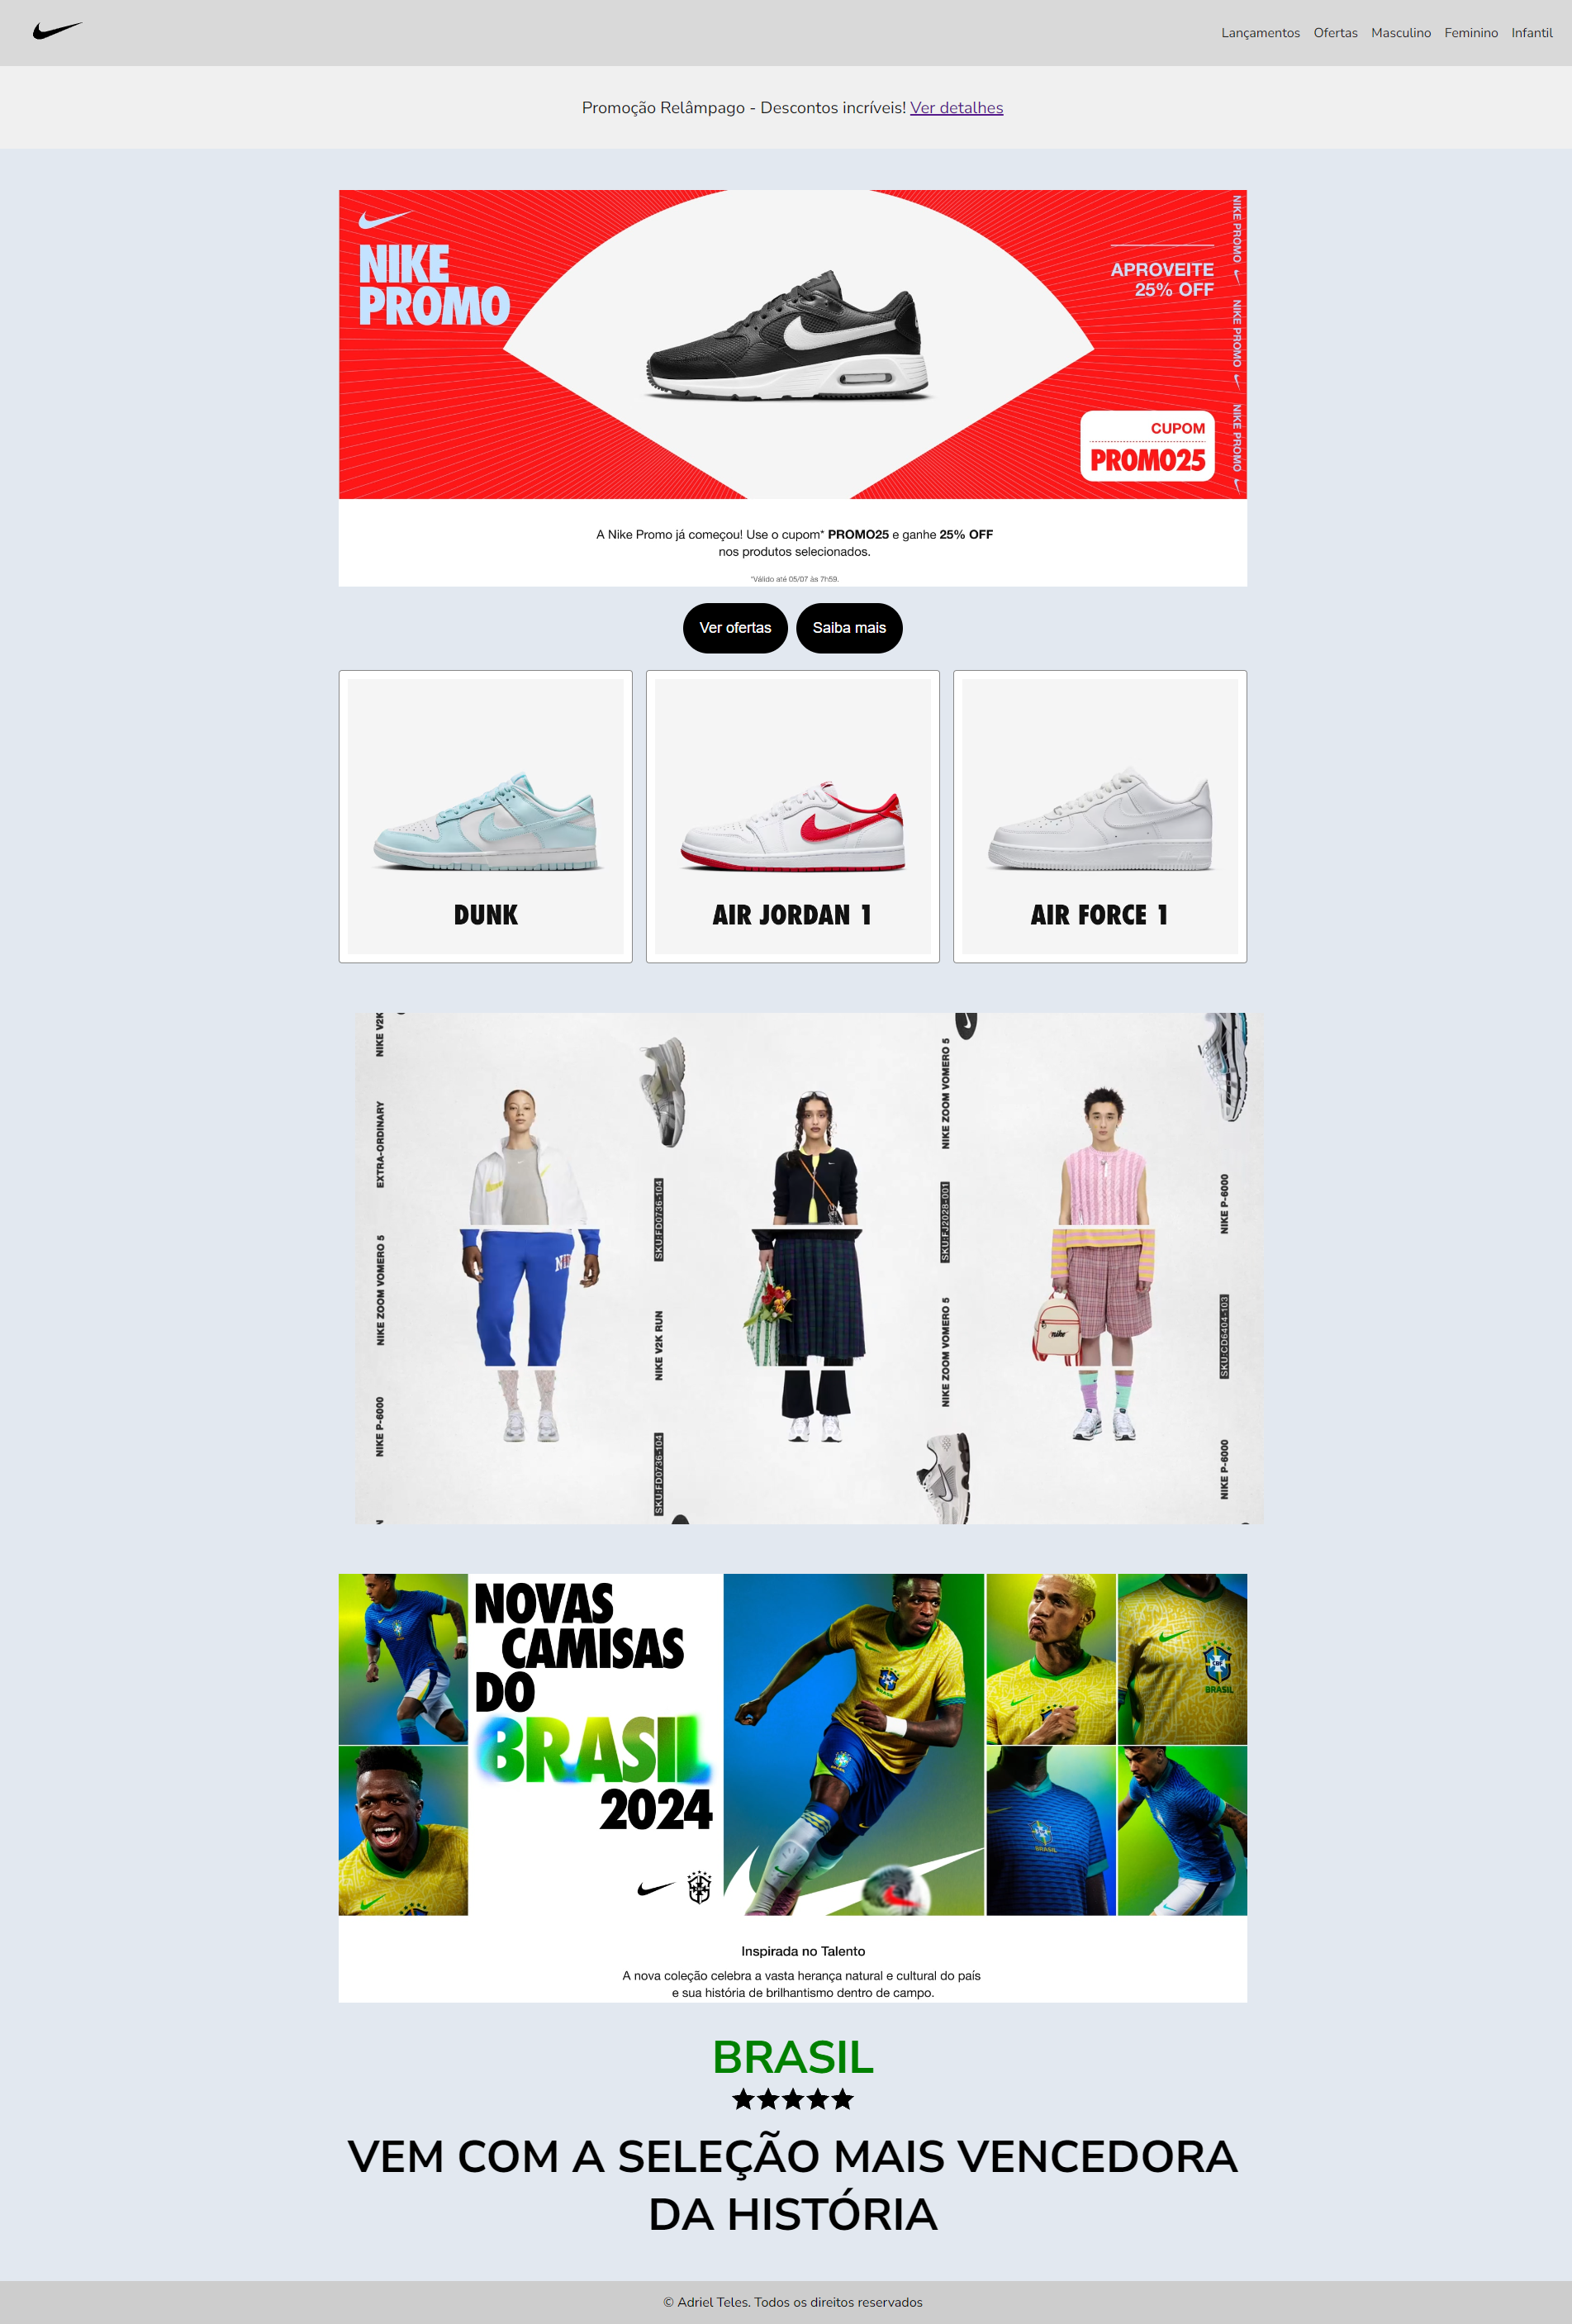 Lançamentos Ofertas Masculino Feminino Infantil
Promoção Relâmpago - Descontos incríveis! Ver detalhes
NIKE
PROMO
APROVEITE
25% OFF
CUPOM
PROMO25
NIKE PROMO
NIKE PROMO
NIKE PROMO
A Nike Promo já começou! Use o cupom* PROMO25 e ganhe 25% OFF
nos produtos selecionados.
*Válido até 05/07 às 7h59.
Ver ofertas
Saiba mais
DUNK
AIR JORDAN 1
AIR FORCE 1
NIKE V2K
EXTRA-ORDINARY
NIKE ZOOM VOMERO 5
NIKE P-6000
SKU:FD0736-104
NIKE V2K RUN
SKU:FD0736-104
NIKE ZOOM VOMERO 5
SKU:FJ2028-001
NIKE ZOOM VOMERO 5
NIKE P-6000
SKU:CD6404-103
NIKE P-6000
nike
NOVAS
CAMISAS
DO
BRASIL
2024
BRASIL
CBF
BRASIL
BRASIL
Inspirada no Talento
A nova coleção celebra a vasta herança natural e cultural do país
e sua história de brilhantismo dentro de campo.
BRASIL
★★★★★
VEM COM A SELEÇÃO MAIS VENCEDORA
DA HISTÓRIA
© Adriel Teles. Todos os direitos reservados